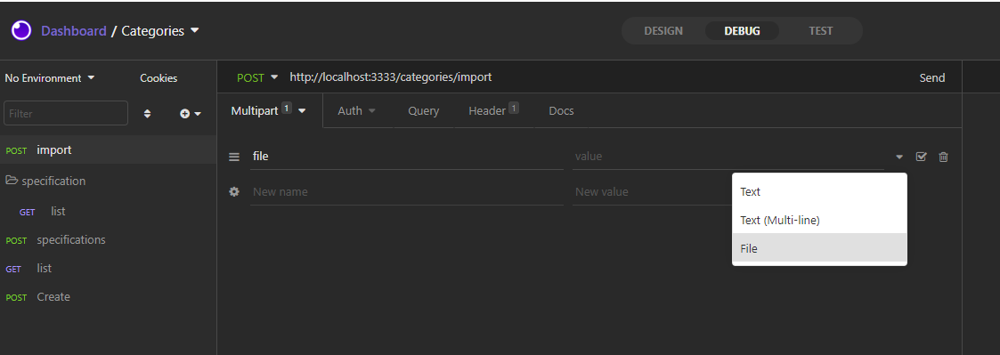 Dashboard / Categories
DESIGN DEBUG TEST
No Environment Cookies
POST http://localhost:3333/categories/import Send
Filter
Multipart 1 Auth Query Header 1 Docs
POST import
file value
specification
New name New value
GET list
POST specifications
GET list
POST Create
Text
Text (Multi-line)
File